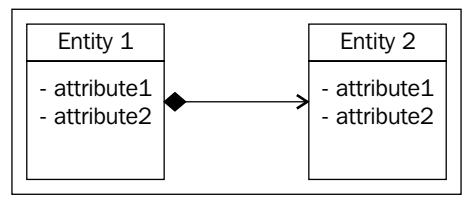 Entity 1
- attribute1
- attribute2
Entity 2
- attribute1
- attribute2